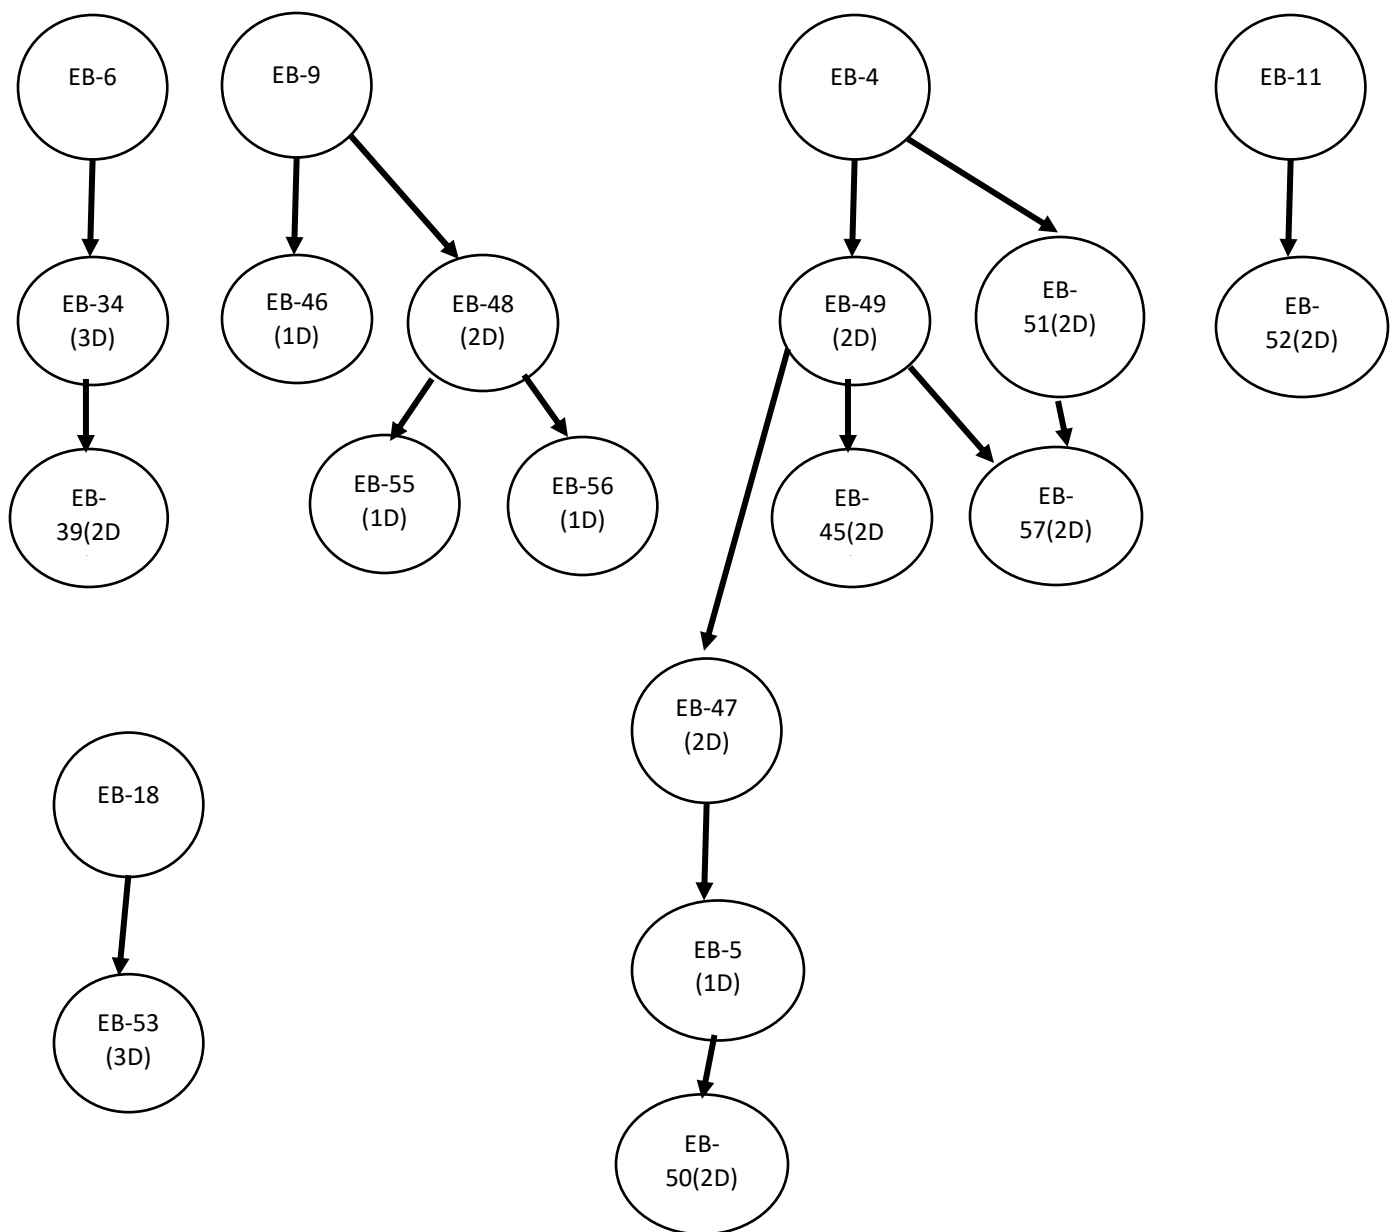 EB-6
EB-9
EB-4
EB-11
EB-34
(3D)
EB-46
(1D)
EB-48
(2D)
EB-49
(2D)
EB-
51(2D)
EB-
52(2D)
EB-
39(2D
EB-55
(1D)
EB-56
(1D)
EB-
45(2D
EB-
57(2D)
EB-47
(2D)
EB-18
EB-5
(1D)
EB-53
(3D)
EB-
50(2D)